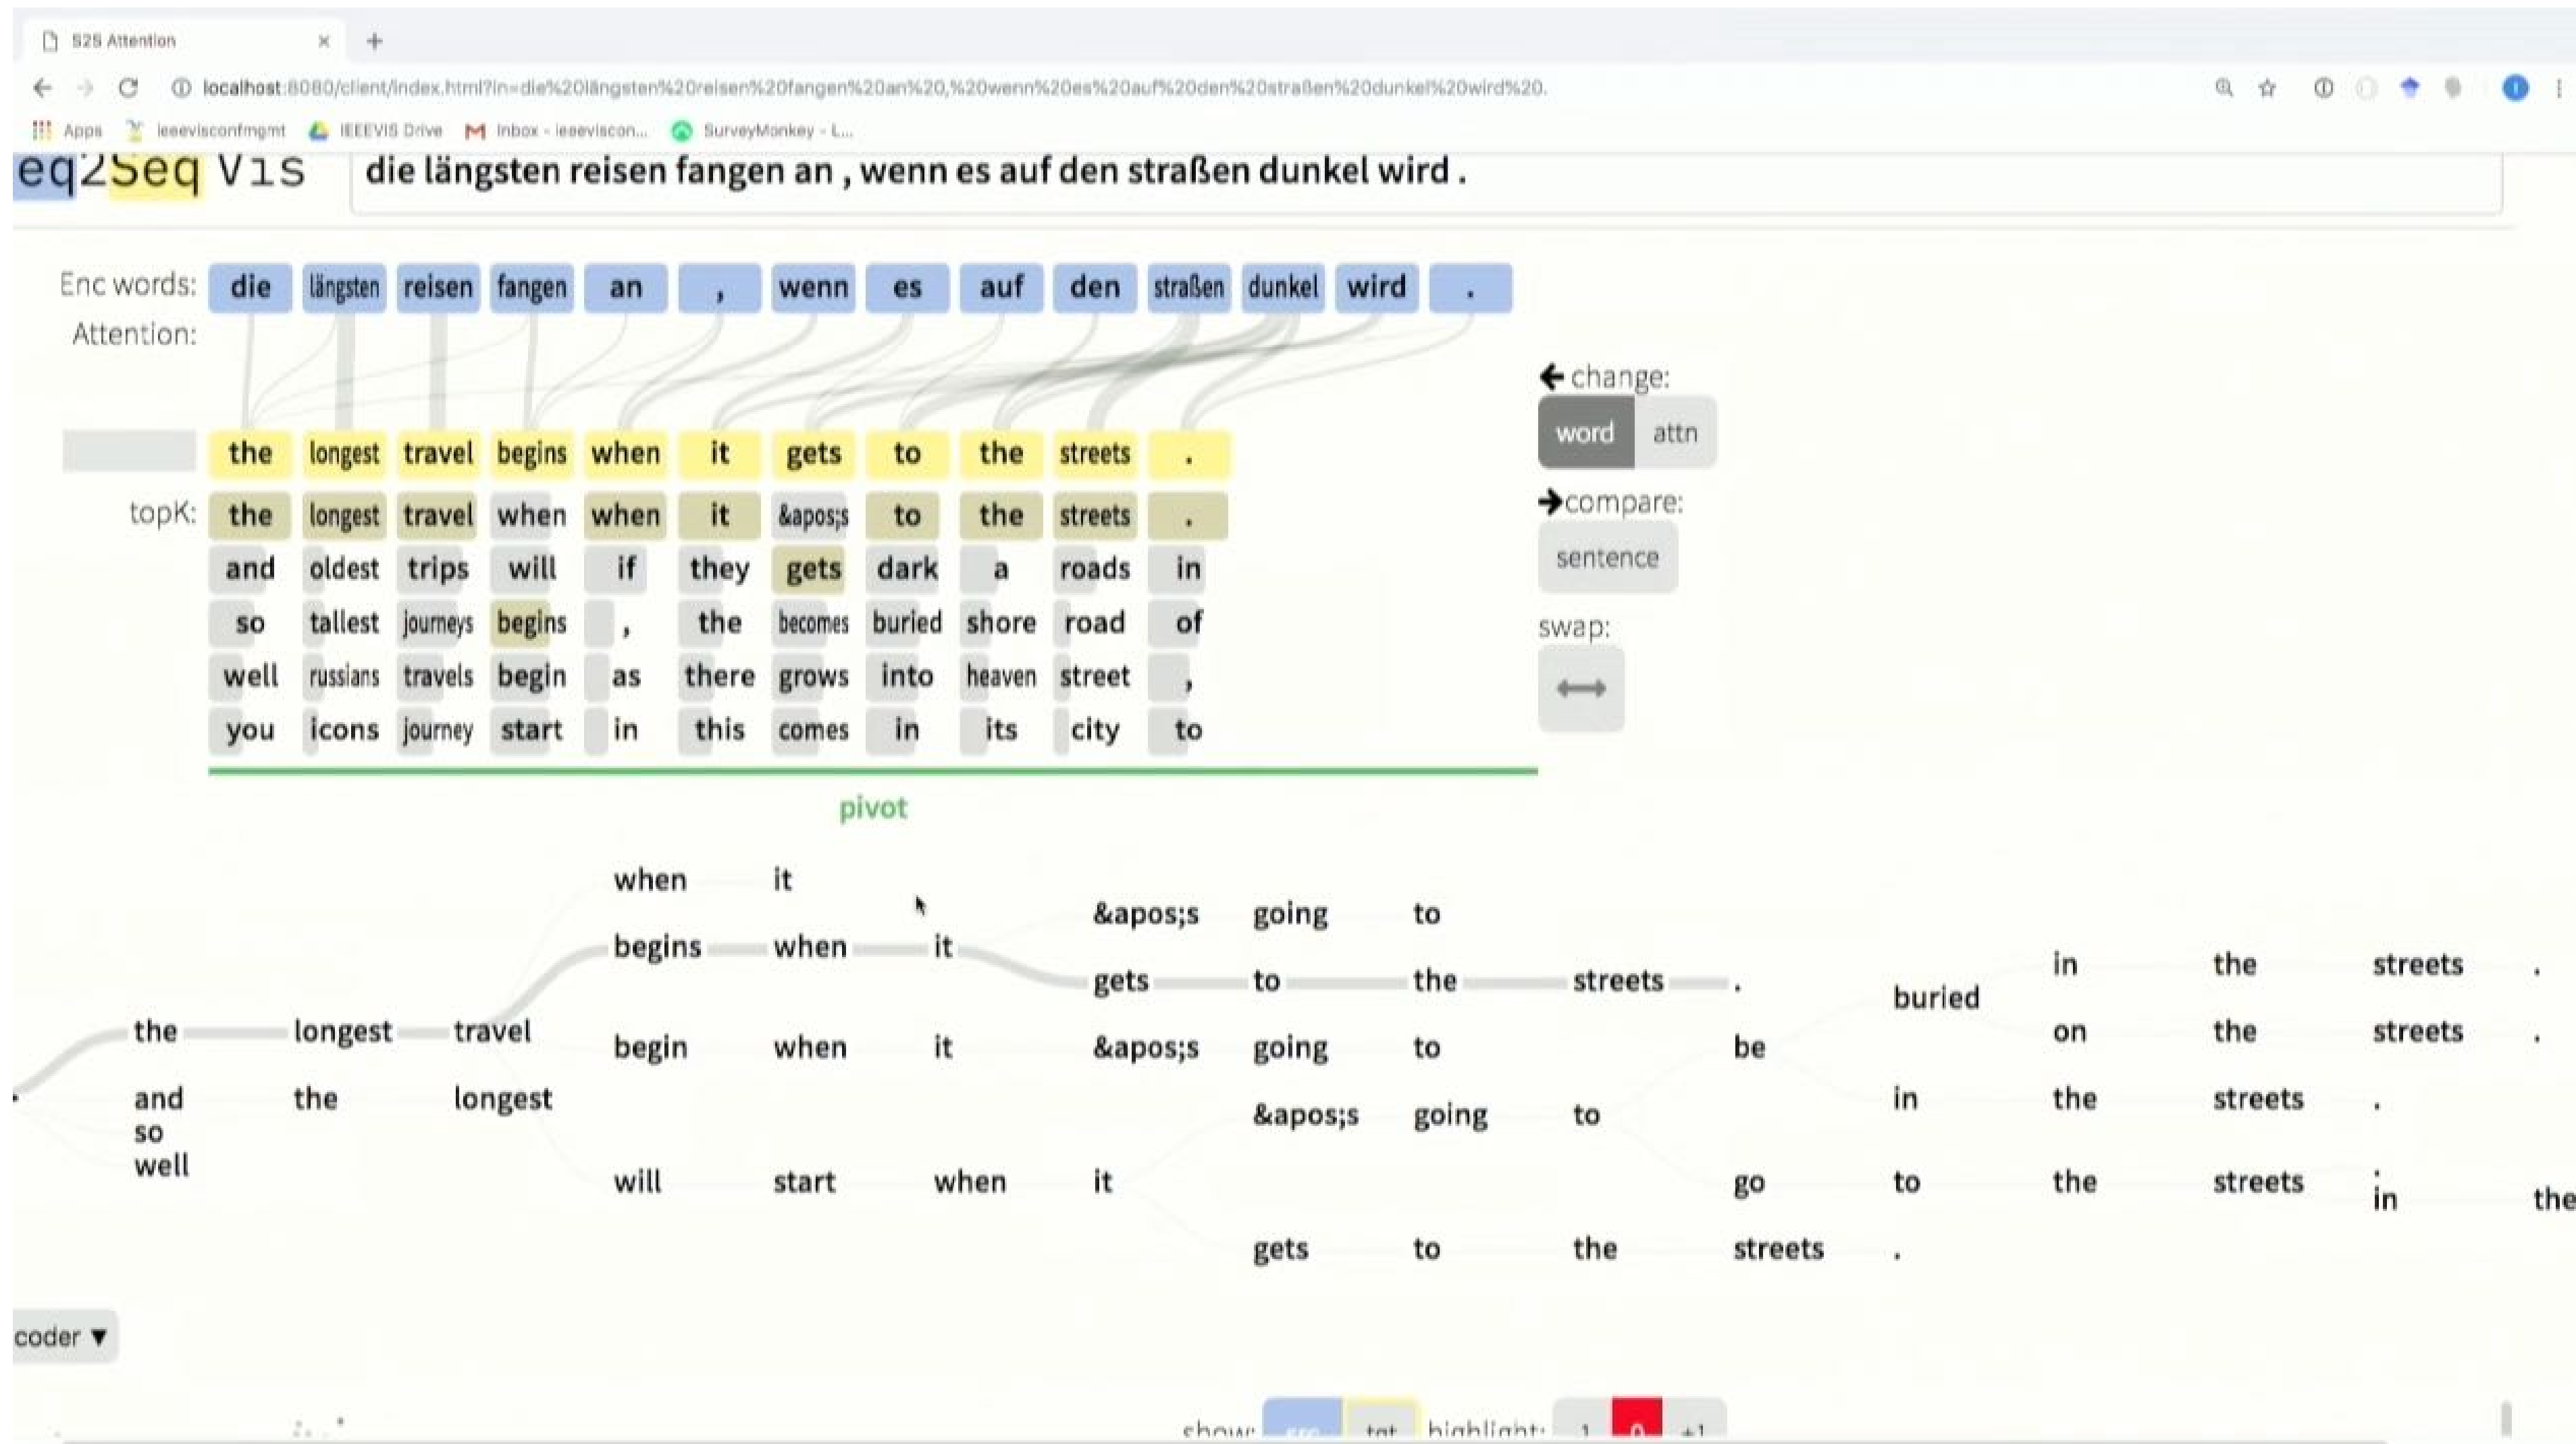 S2S Attention
localhost:8080/client/index.html?in=die%20längsten%20reisen%20fangen%20an%20,%20wenn%20es%20auf%20den%20straßen%20dunkel%20wird%20.
Apps ieeevisconfmgmt IEEEVIS Drive Inbox - ieeeviscon... SurveyMonkey - L...
eq2Seq Vis die längsten reisen fangen an , wenn es auf den straßen dunkel wird .
Enc words: die längsten reisen fangen an , wenn es auf den straßen dunkel wird .
Attention:
← change:
word attn
the longest travel begins when it gets to the streets .
→compare:
sentence
topK: the longest travel when when it &apos;s to the streets .
and oldest trips will if they gets dark a roads in
so tallest journeys begins , the becomes buried shore road of
swap:
well russians travels begin as there grows into heaven street ,
you icons journey start in this comes in its city to
pivot
when it
&apos;s going to
begins when it
gets to the streets .
in the streets .
buried
on the streets .
the longest travel
begin when it &apos;s going to
be
and the longest
in the streets .
&apos;s going to
so
well
will start when it
go to the streets .
in the
gets to the streets .
coder ▼
show: src tgt highlight: -1 0 +1